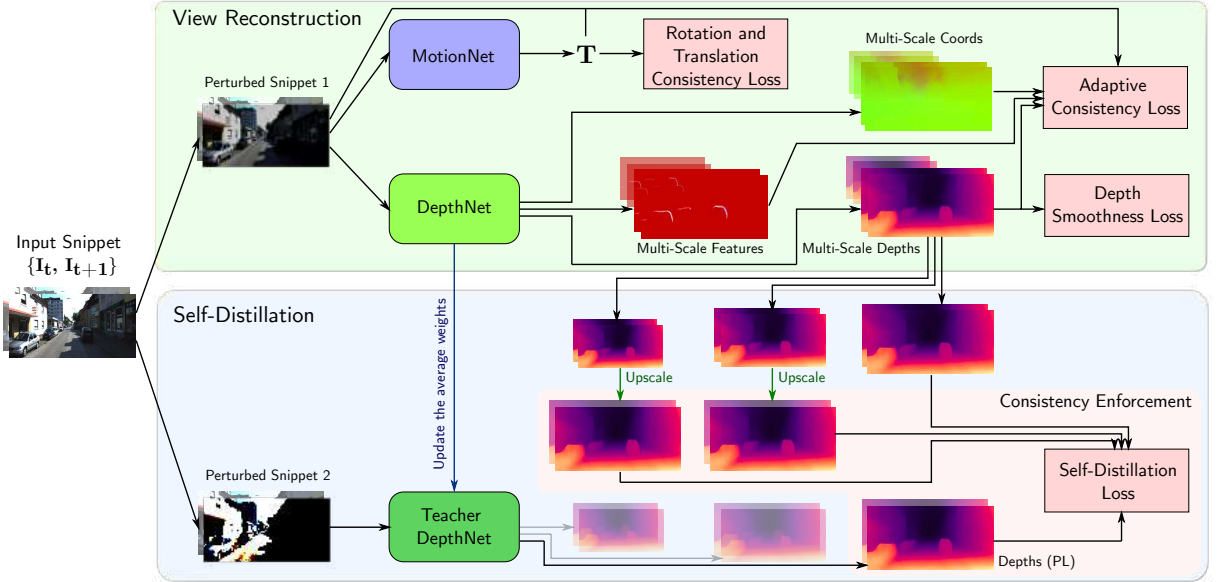 View Reconstruction
Perturbed Snippet 1
MotionNet
T
Rotation and
Translation
Consistency Loss
Multi-Scale Coords
Adaptive
Consistency Loss
DepthNet
Multi-Scale Features
Multi-Scale Depths
Depth
Smoothness Loss
Input Snippet
{I_t, I_{t+1}}
Self-Distillation
Update the average weights
Upscale
Upscale
Consistency Enforcement
Self-Distillation
Loss
Perturbed Snippet 2
Teacher
DepthNet
Depths (PL)